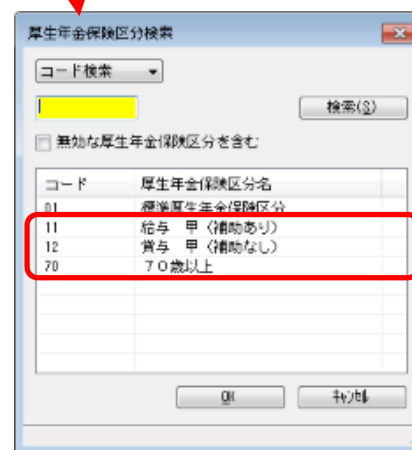 厚生年金保険区分検索
コード検索
検索(S)
無効な厚生年金保険区分を含む
コード 厚生年金保険区分名
01 標準厚生年金保険区分
11 給与 甲(補助あり)
12 賞与 甲(補助なし)
70 70歳以上
OK キャンセル